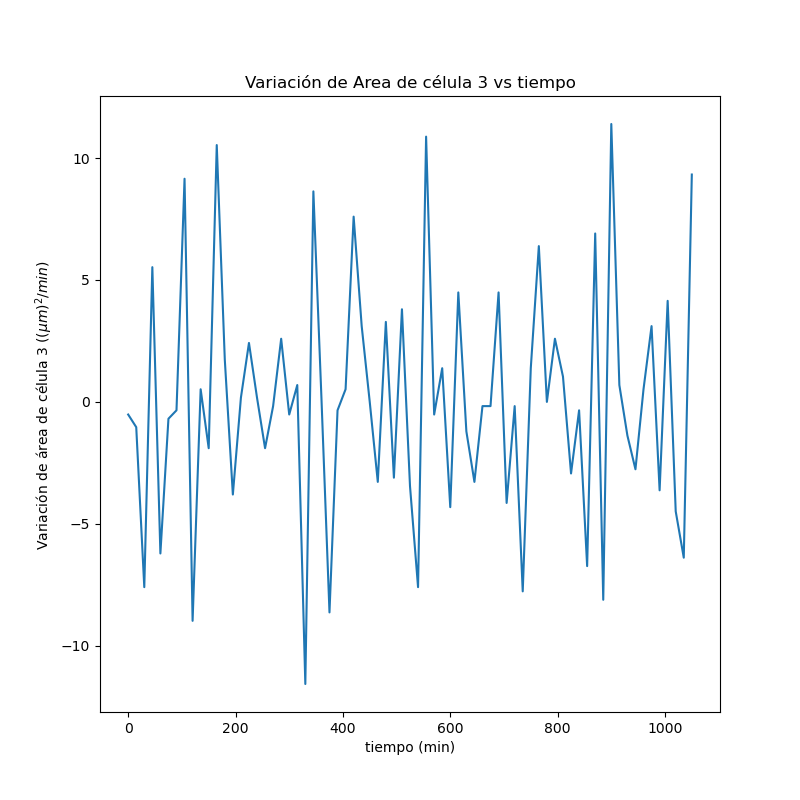 Variación de Area de célula 3 vs tiempo
Variación de área de célula 3 ((μm)²/min)
10
5
0
−5
−10
0 200 400 600 800 1000
tiempo (min)